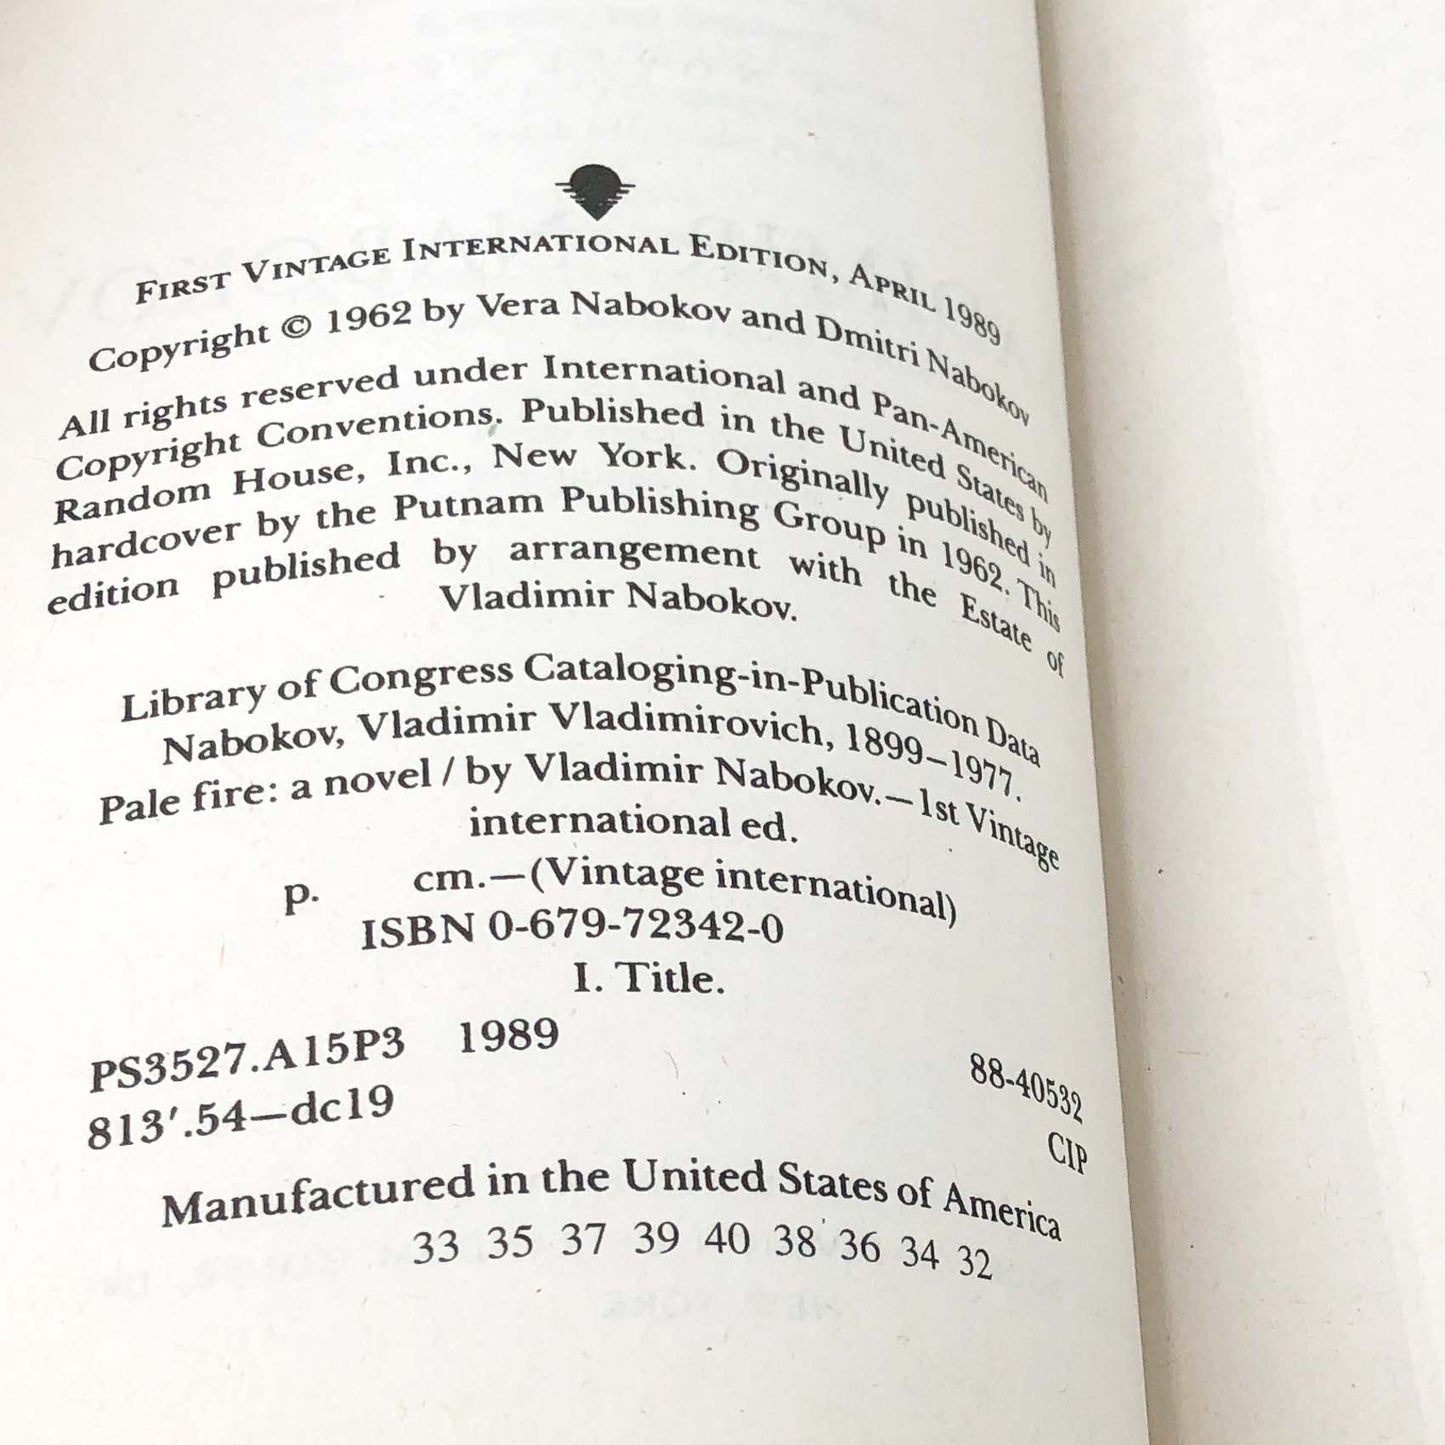 FIRST VINTAGE INTERNATIONAL EDITION, APRIL 1989
Copyright © 1962 by Vera Nabokov and Dmitri Nabokov
All rights reserved under International and Pan-American
Copyright Conventions. Published in the United States by
Random House, Inc., New York. Originally published in
hardcover by the Putnam Publishing Group in 1962. This
edition published by arrangement with the Estate of
Vladimir Nabokov.
Library of Congress Cataloging-in-Publication Data
Nabokov, Vladimir Vladimirovich, 1899–1977.
Pale fire: a novel / by Vladimir Nabokov.—1st Vintage
international ed.
p. cm.—(Vintage international)
ISBN 0-679-72342-0
I. Title.
PS3527.A15P3 1989
813′.54—dc19
88-40532
CIP
Manufactured in the United States of America
33 35 37 39 40 38 36 34 32